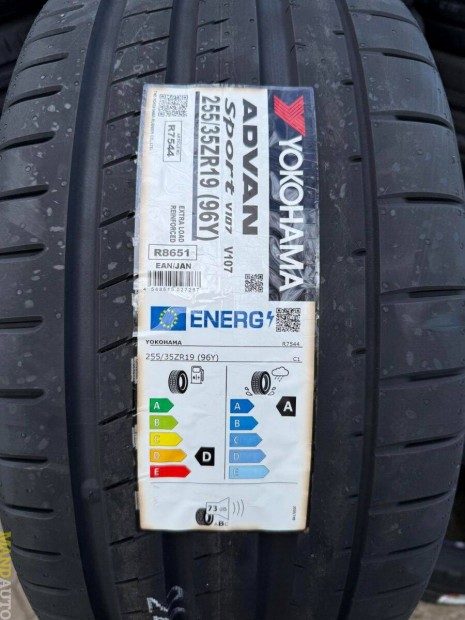 YOKOHAMA
ADVAN
Sport V107 V107
255/35ZR19 (96Y)
EXTRA LOAD
REINFORCED
R7544
R8651
EAN/JAN
ENERG
YOKOHAMA R7544
255/35ZR19 (96Y) C1
A
B
C
D
E
D
A
B
C
D
E
A
73
B
MANDAUTO